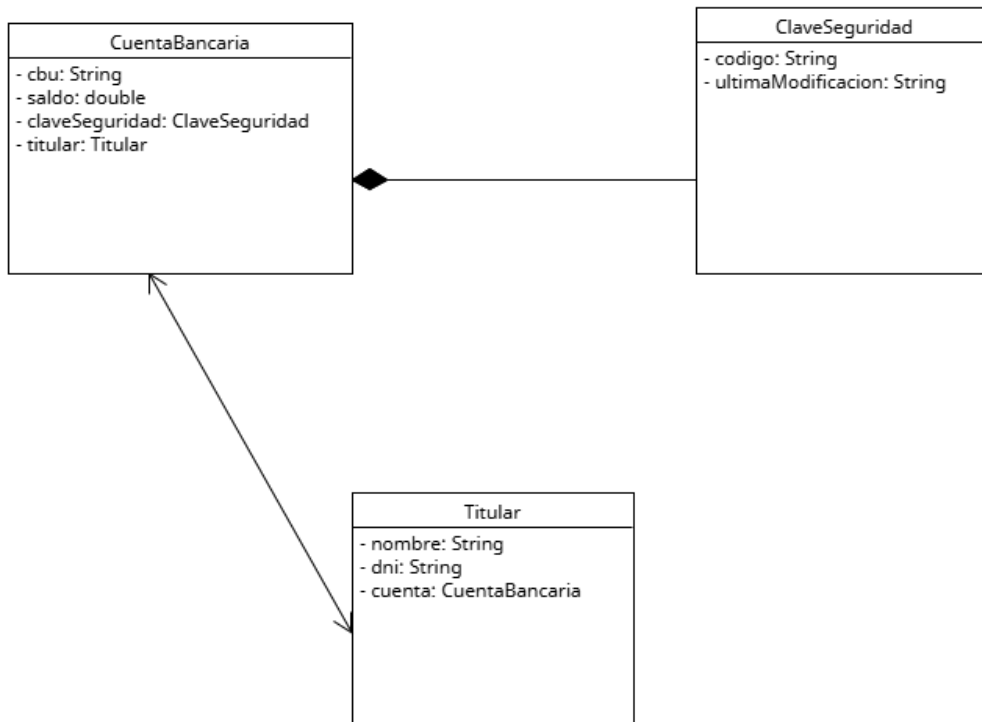 CuentaBancaria
- cbu: String
- saldo: double
- claveSeguridad: ClaveSeguridad
- titular: Titular
ClaveSeguridad
- codigo: String
- ultimaModificacion: String
Titular
- nombre: String
- dni: String
- cuenta: CuentaBancaria